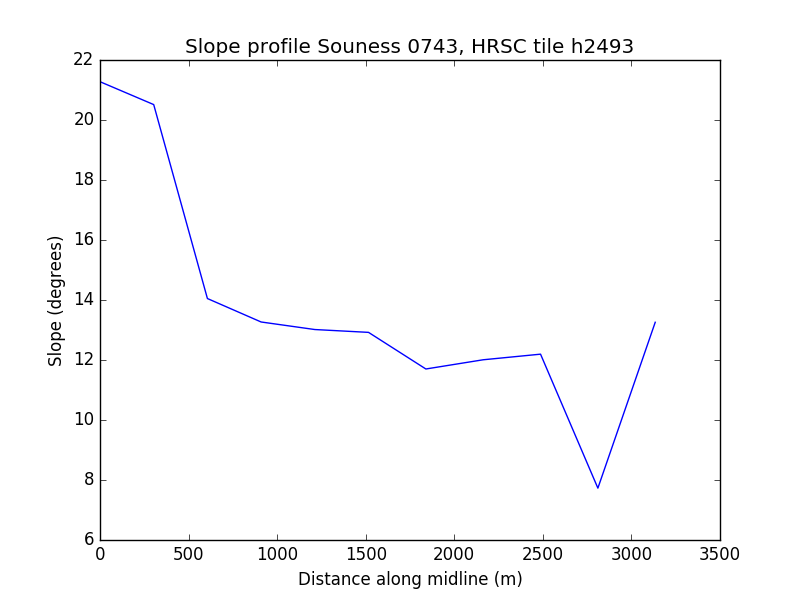 Slope profile Souness 0743, HRSC tile h2493
22
20
18
16
14
12
10
8
6
Slope (degrees)
0 500 1000 1500 2000 2500 3000 3500
Distance along midline (m)